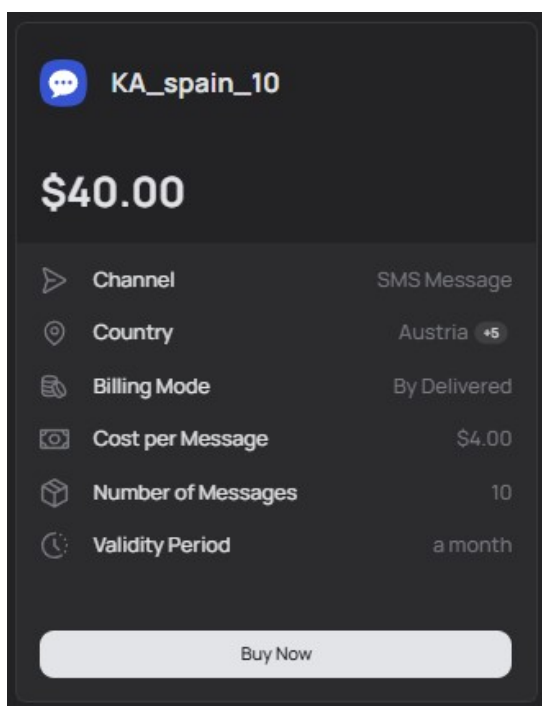 KA_spain_10
$40.00
Channel SMS Message
Country Austria +5
Billing Mode By Delivered
Cost per Message $4.00
Number of Messages 10
Validity Period a month
Buy Now